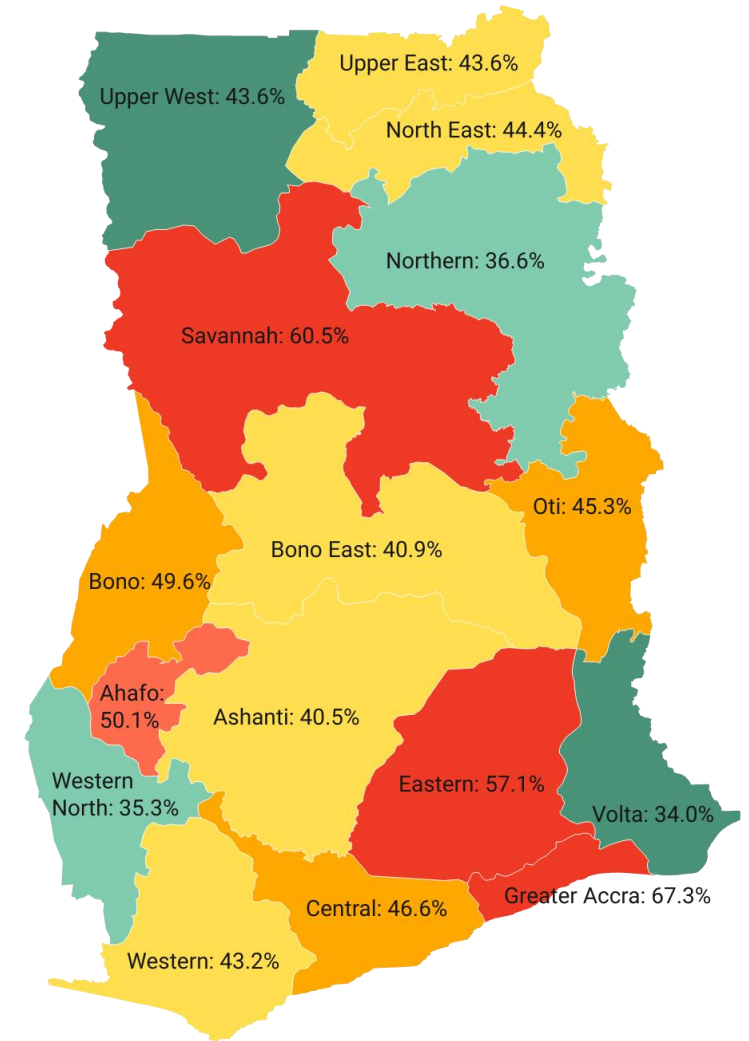 Upper East: 43.6%
Upper West: 43.6%
North East: 44.4%
Northern: 36.6%
Savannah: 60.5%
Oti: 45.3%
Bono East: 40.9%
Bono: 49.6%
Ahafo:
50.1%
Ashanti: 40.5%
Western
North: 35.3%
Eastern: 57.1%
Volta: 34.0%
Greater Accra: 67.3%
Central: 46.6%
Western: 43.2%